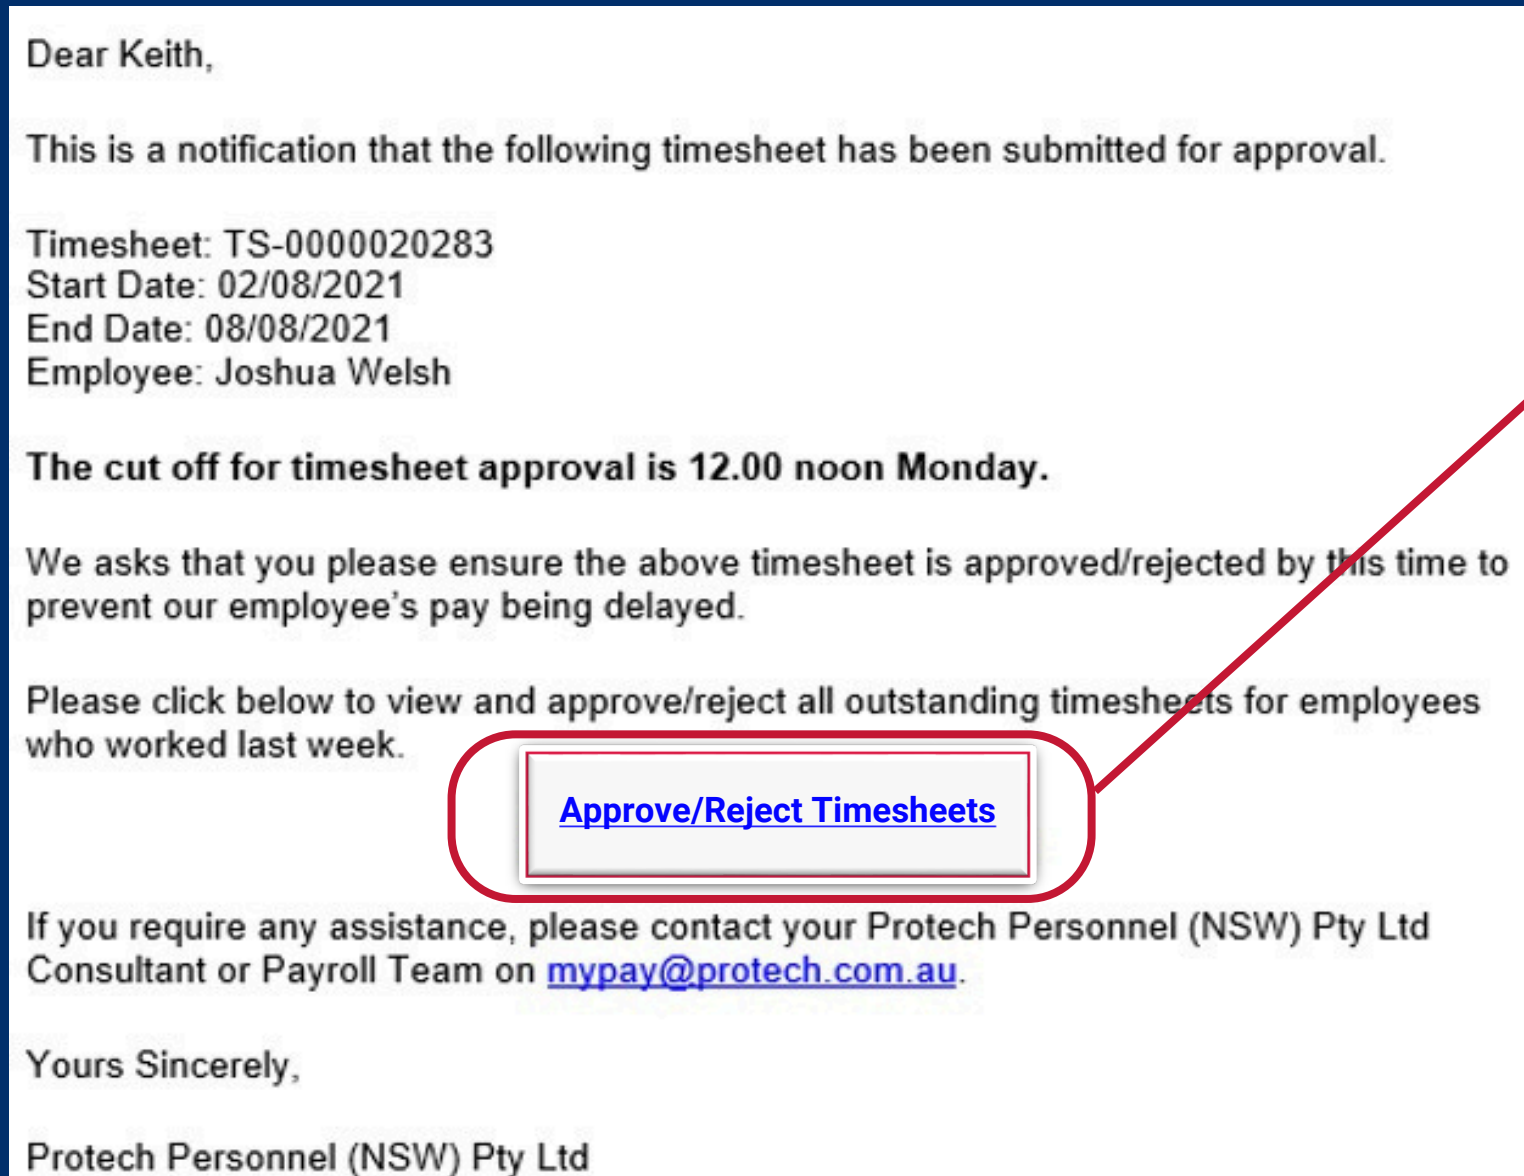 Dear Keith,
This is a notification that the following timesheet has been submitted for approval.
Timesheet: TS-0000020283
Start Date: 02/08/2021
End Date: 08/08/2021
Employee: Joshua Welsh
The cut off for timesheet approval is 12.00 noon Monday.
We asks that you please ensure the above timesheet is approved/rejected by this time to
prevent our employee's pay being delayed.
Please click below to view and approve/reject all outstanding timesheets for employees
who worked last week.
Approve/Reject Timesheets
If you require any assistance, please contact your Protech Personnel (NSW) Pty Ltd
Consultant or Payroll Team on mypay@protech.com.au.
Yours Sincerely,
Protech Personnel (NSW) Pty Ltd